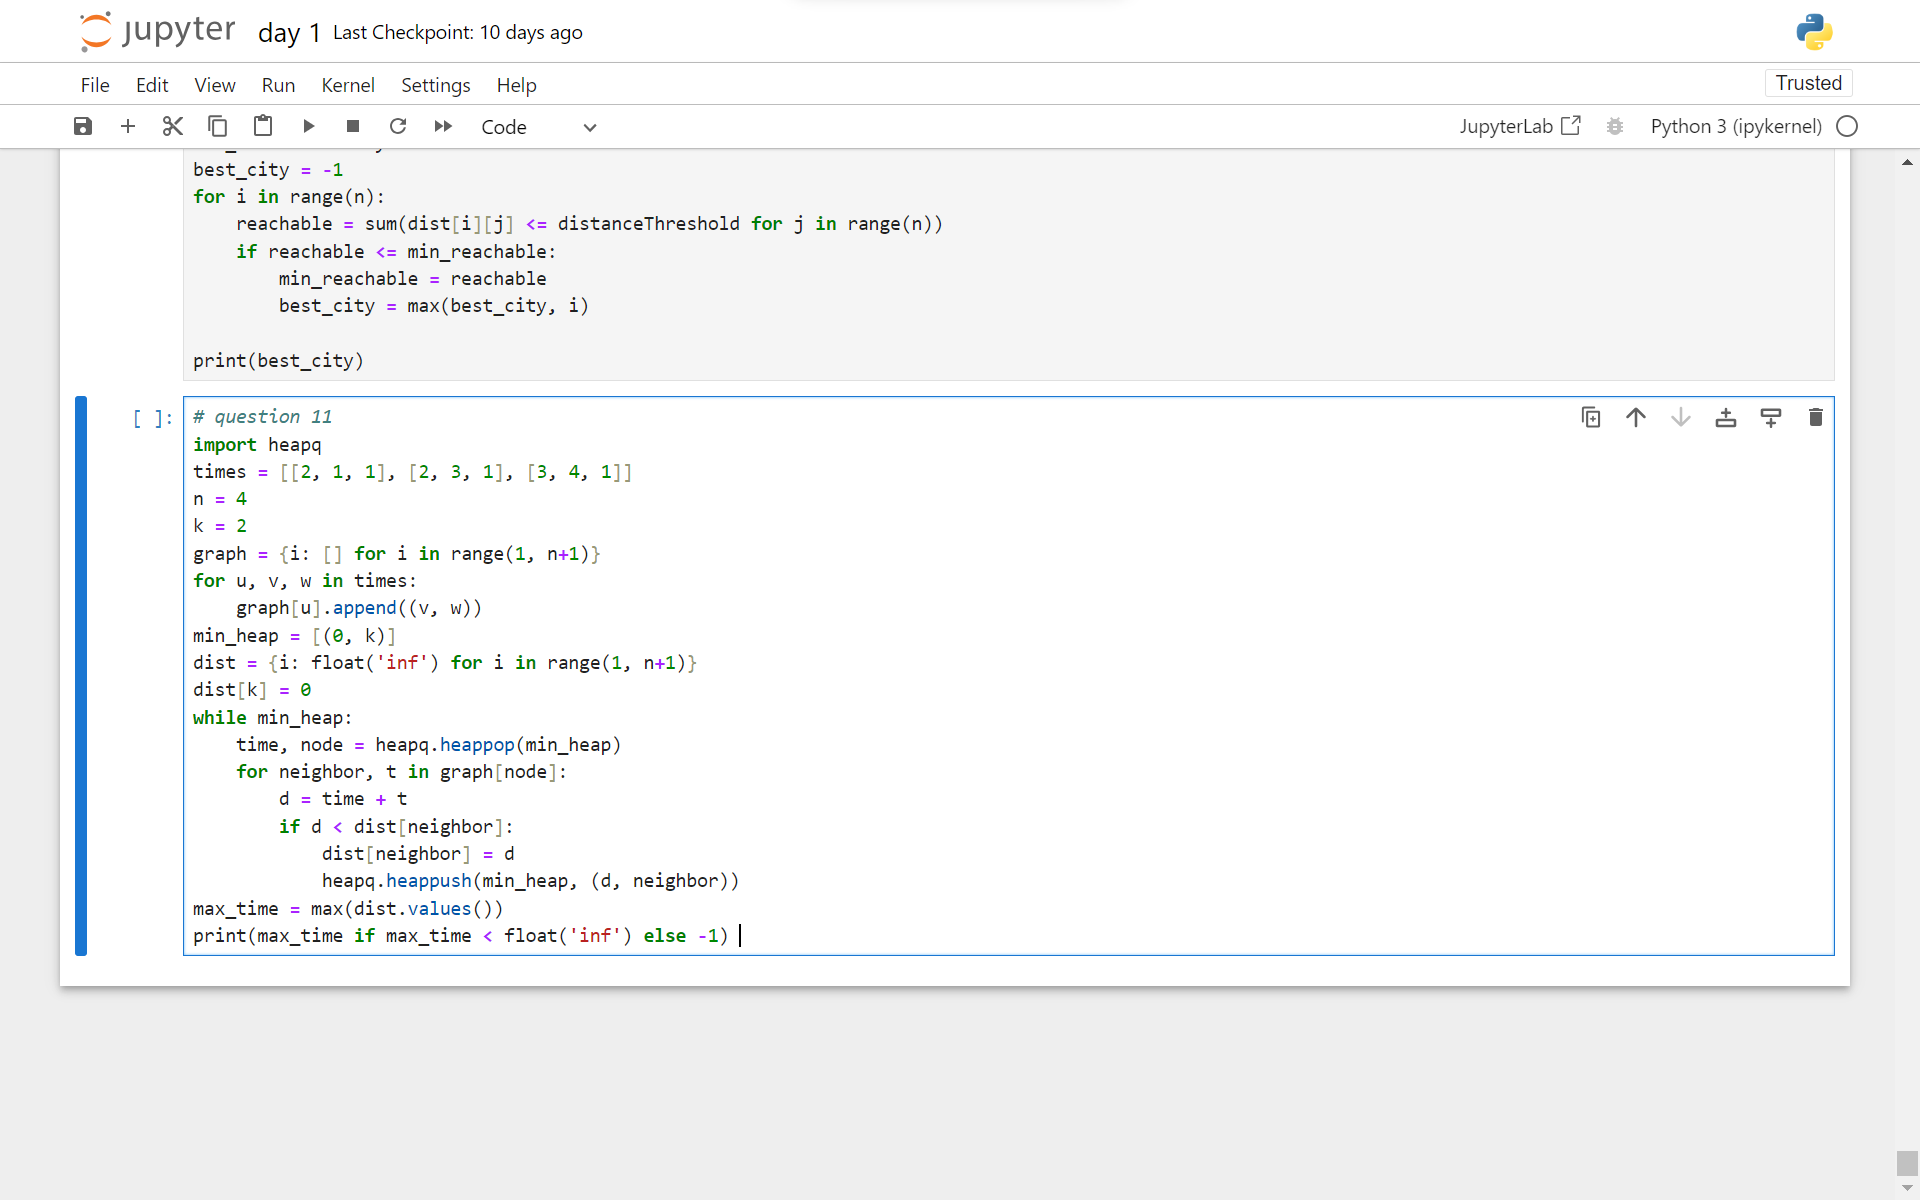 jupyter day 1 Last Checkpoint: 10 days ago
File Edit View Run Kernel Settings Help Trusted
Code JupyterLab Python 3 (ipykernel)
best_city = -1
for i in range(n):
    reachable = sum(dist[i][j] <= distanceThreshold for j in range(n))
    if reachable <= min_reachable:
        min_reachable = reachable
        best_city = max(best_city, i)
print(best_city)
[ ]: # question 11
import heapq
times = [[2, 1, 1], [2, 3, 1], [3, 4, 1]]
n = 4
k = 2
graph = {i: [] for i in range(1, n+1)}
for u, v, w in times:
    graph[u].append((v, w))
min_heap = [(0, k)]
dist = {i: float('inf') for i in range(1, n+1)}
dist[k] = 0
while min_heap:
    time, node = heapq.heappop(min_heap)
    for neighbor, t in graph[node]:
        d = time + t
        if d < dist[neighbor]:
            dist[neighbor] = d
            heapq.heappush(min_heap, (d, neighbor))
max_time = max(dist.values())
print(max_time if max_time < float('inf') else -1)